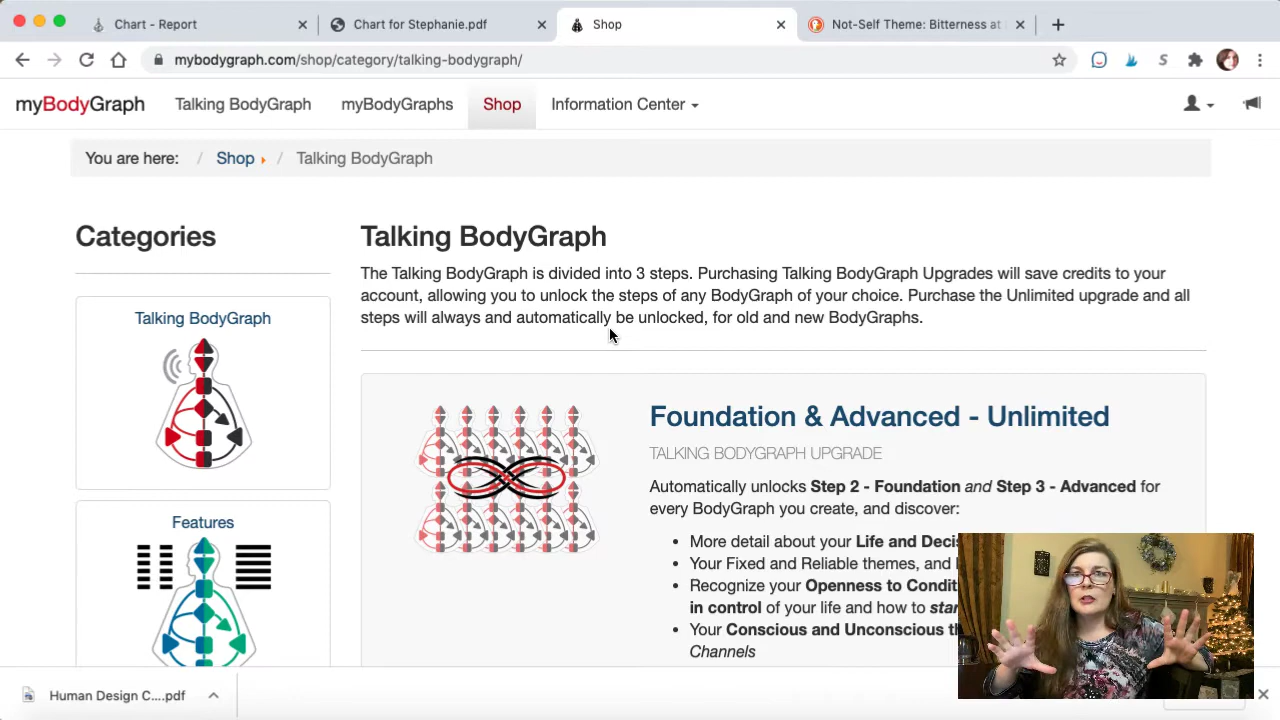 Chart - Report
Chart for Stephanie.pdf
Shop
Not-Self Theme: Bitterness at
mybodygraph.com/shop/category/talking-bodygraph/
myBodyGraph
Talking BodyGraph
myBodyGraphs
Shop
Information Center
You are here: / Shop / Talking BodyGraph
Categories
Talking BodyGraph
Features
Talking BodyGraph
The Talking BodyGraph is divided into 3 steps. Purchasing Talking BodyGraph Upgrades will save credits to your
account, allowing you to unlock the steps of any BodyGraph of your choice. Purchase the Unlimited upgrade and all
steps will always and automatically be unlocked, for old and new BodyGraphs.
Foundation & Advanced - Unlimited
TALKING BODYGRAPH UPGRADE
Automatically unlocks Step 2 - Foundation and Step 3 - Advanced for
every BodyGraph you create, and discover:
More detail about your Life and Decis
Your Fixed and Reliable themes, and
Recognize your Openness to Condit
in control of your life and how to star
Your Conscious and Unconscious th
Channels
Human Design C....pdf